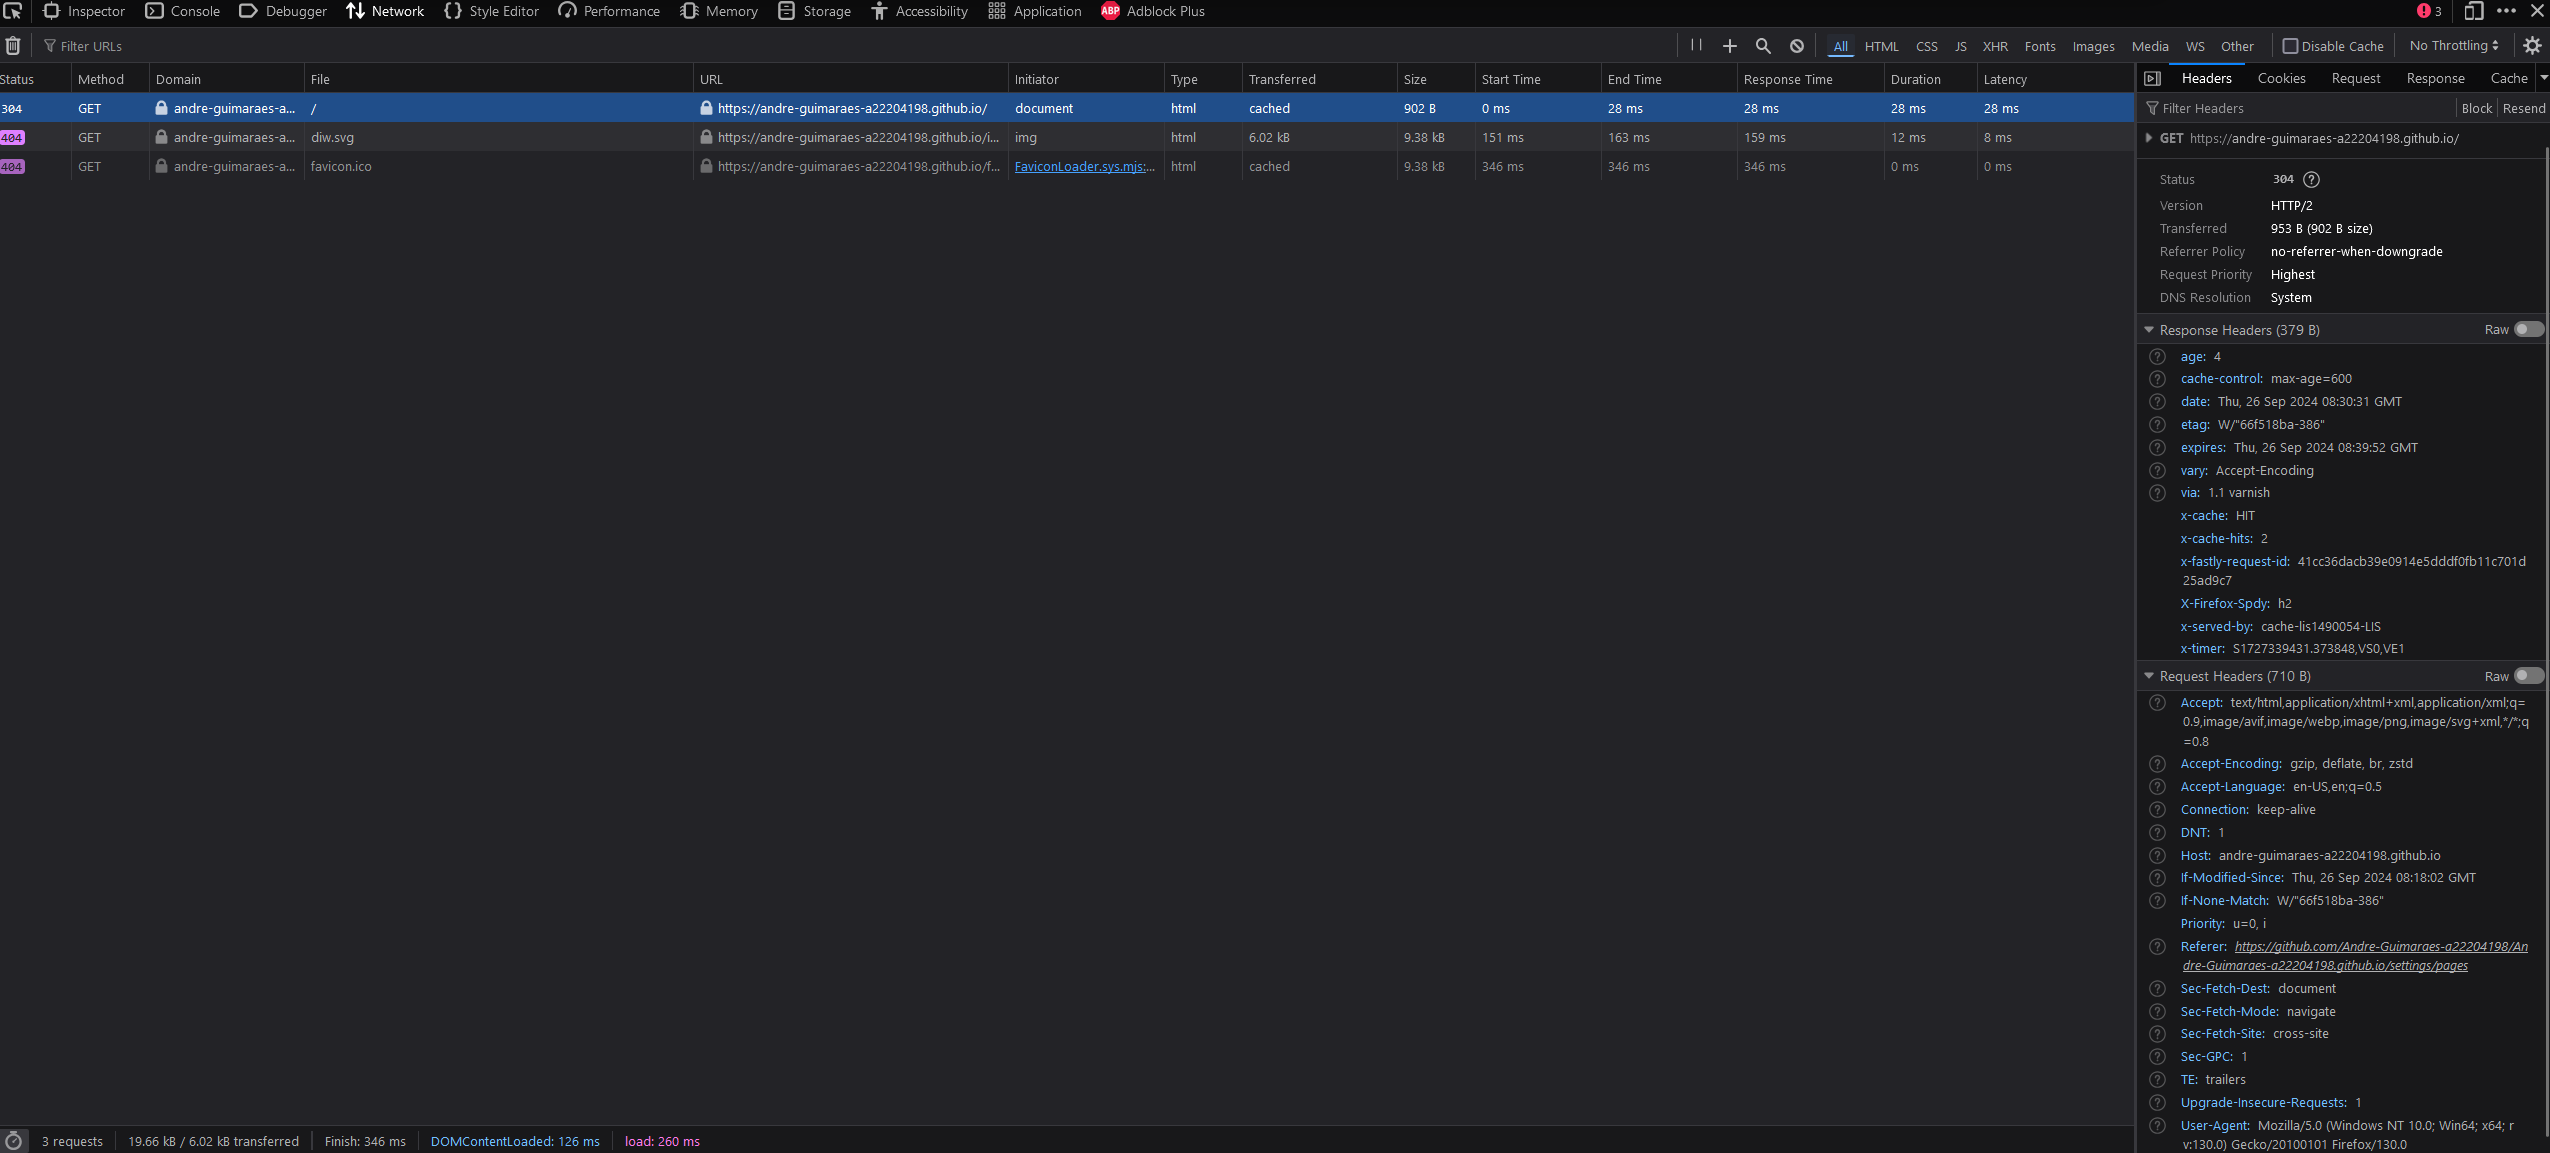 Inspector Console Debugger Network Style Editor Performance Memory Storage Accessibility Application ABP Adblock Plus 3
Filter URLs All HTML CSS JS XHR Fonts Images Media WS Other Disable Cache No Throttling
Status Method Domain File URL Initiator Type Transferred Size Start Time End Time Response Time Duration Latency
304 GET andre-guimaraes-a... / https://andre-guimaraes-a22204198.github.io/ document html cached 902 B 0 ms 28 ms 28 ms 28 ms 28 ms
404 GET andre-guimaraes-a... diw.svg https://andre-guimaraes-a22204198.github.io/i... img html 6.02 kB 9.38 kB 151 ms 163 ms 159 ms 12 ms 8 ms
404 GET andre-guimaraes-a... favicon.ico https://andre-guimaraes-a22204198.github.io/f... FaviconLoader.sys.mjs:... html cached 9.38 kB 346 ms 346 ms 346 ms 0 ms 0 ms
Headers Cookies Request Response Cache
Filter Headers Block Resend
GET https://andre-guimaraes-a22204198.github.io/
Status 304
Version HTTP/2
Transferred 953 B (902 B size)
Referrer Policy no-referrer-when-downgrade
Request Priority Highest
DNS Resolution System
Response Headers (379 B) Raw
age: 4
cache-control: max-age=600
date: Thu, 26 Sep 2024 08:30:31 GMT
etag: W/"66f518ba-386"
expires: Thu, 26 Sep 2024 08:39:52 GMT
vary: Accept-Encoding
via: 1.1 varnish
x-cache: HIT
x-cache-hits: 2
x-fastly-request-id: 41cc36dacb39e0914e5dddf0fb11c701d
25ad9c7
X-Firefox-Spdy: h2
x-served-by: cache-lis1490054-LIS
x-timer: S1727339431.373848,VS0,VE1
Request Headers (710 B) Raw
Accept: text/html,application/xhtml+xml,application/xml;q=
0.9,image/avif,image/webp,image/png,image/svg+xml,*/*;q
=0.8
Accept-Encoding: gzip, deflate, br, zstd
Accept-Language: en-US,en;q=0.5
Connection: keep-alive
DNT: 1
Host: andre-guimaraes-a22204198.github.io
If-Modified-Since: Thu, 26 Sep 2024 08:18:02 GMT
If-None-Match: W/"66f518ba-386"
Priority: u=0, i
Referer: https://github.com/Andre-Guimaraes-a22204198/An
dre-Guimaraes-a22204198.github.io/settings/pages
Sec-Fetch-Dest: document
Sec-Fetch-Mode: navigate
Sec-Fetch-Site: cross-site
Sec-GPC: 1
TE: trailers
Upgrade-Insecure-Requests: 1
User-Agent: Mozilla/5.0 (Windows NT 10.0; Win64; x64; r
v:130.0) Gecko/20100101 Firefox/130.0
3 requests 19.66 kB / 6.02 kB transferred Finish: 346 ms DOMContentLoaded: 126 ms load: 260 ms